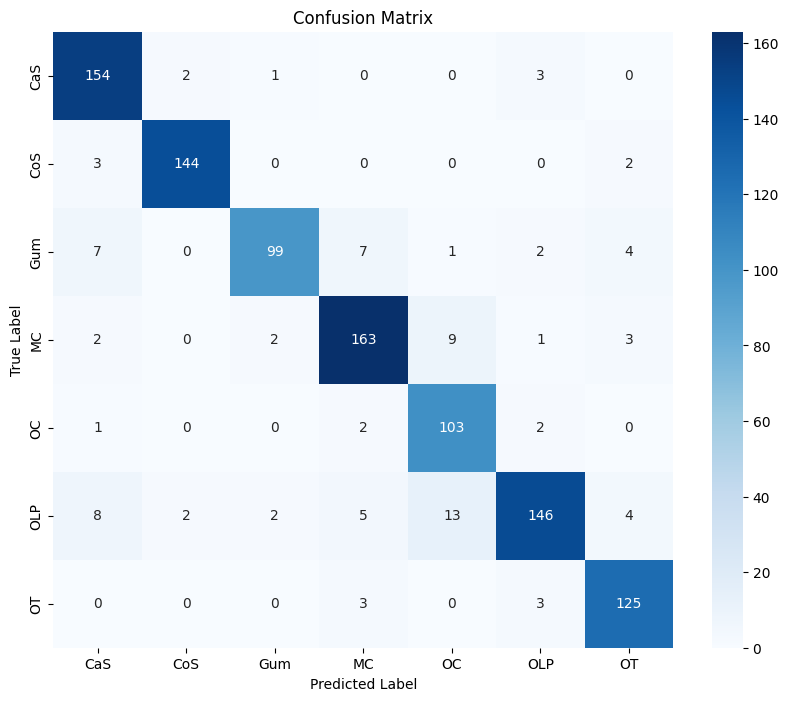 Confusion Matrix
True Label
CaS 154 2 1 0 0 3 0
CoS 3 144 0 0 0 0 2
Gum 7 0 99 7 1 2 4
MC 2 0 2 163 9 1 3
OC 1 0 0 2 103 2 0
OLP 8 2 2 5 13 146 4
OT 0 0 0 3 0 3 125
CaS CoS Gum MC OC OLP OT
Predicted Label
160
140
120
100
80
60
40
20
0